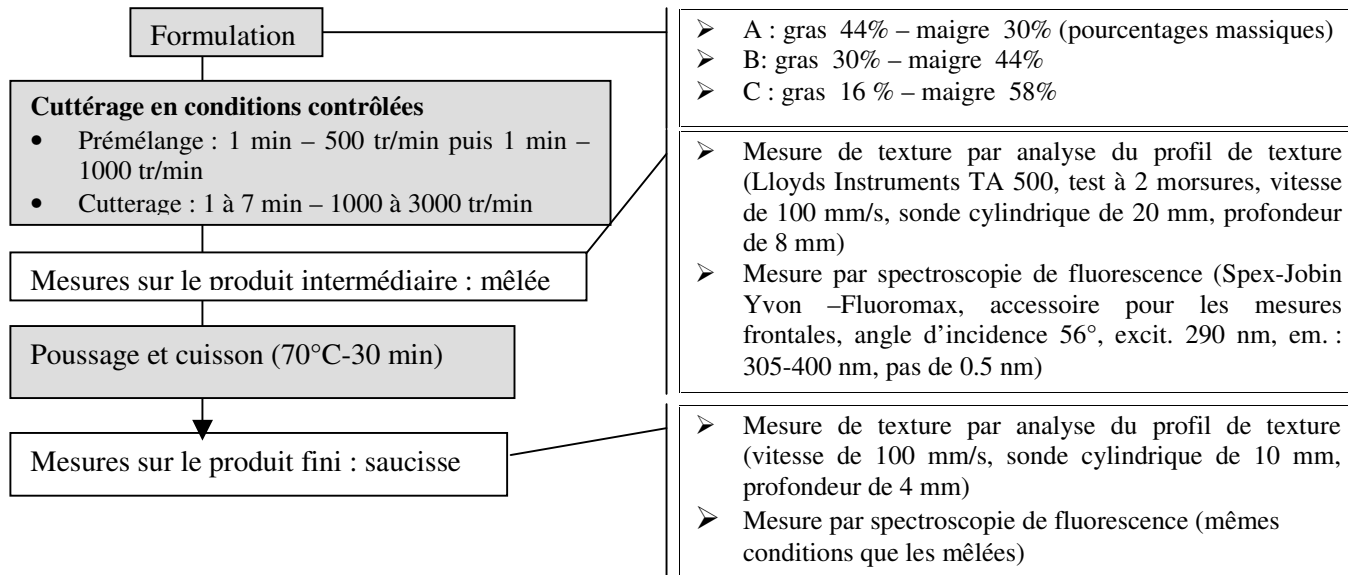 Formulation
Cuttérage en conditions contrôlées
• Prémélange : 1 min – 500 tr/min puis 1 min –
1000 tr/min
• Cutterage : 1 à 7 min – 1000 à 3000 tr/min
Mesures sur le produit intermédiaire : mêlée
Poussage et cuisson (70°C-30 min)
Mesures sur le produit fini : saucisse
➢ A : gras 44% – maigre 30% (pourcentages massiques)
➢ B: gras 30% – maigre 44%
➢ C : gras 16 % – maigre 58%
➢ Mesure de texture par analyse du profil de texture
(Lloyds Instruments TA 500, test à 2 morsures, vitesse
de 100 mm/s, sonde cylindrique de 20 mm, profondeur
de 8 mm)
➢ Mesure par spectroscopie de fluorescence (Spex-Jobin
Yvon –Fluoromax, accessoire pour les mesures
frontales, angle d’incidence 56°, excit. 290 nm, em. :
305-400 nm, pas de 0.5 nm)
➢ Mesure de texture par analyse du profil de texture
(vitesse de 100 mm/s, sonde cylindrique de 10 mm,
profondeur de 4 mm)
➢ Mesure par spectroscopie de fluorescence (mêmes
conditions que les mêlées)